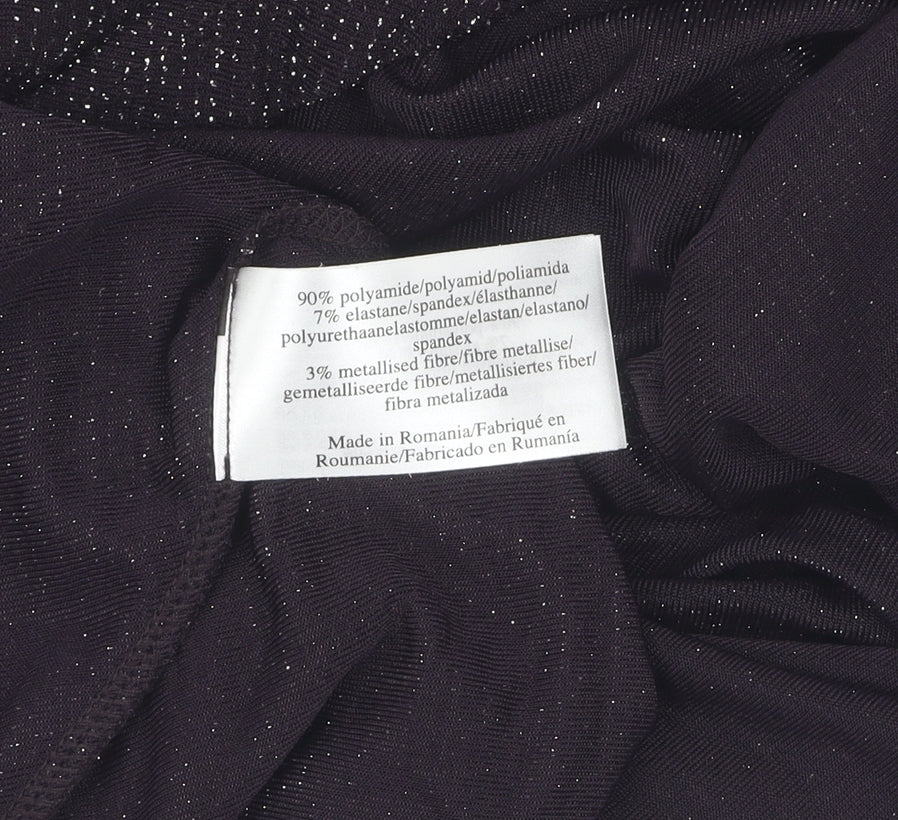 90% polyamide/polyamid/poliamida
7% elastane/spandex/élasthanne/
polyurethaanelastomme/elastan/elastano/
spandex
3% metallised fibre/fibre metallise/
gemetalliseerde fibre/metallisiertes fiber/
fibra metalizada
Made in Romania/Fabriqué en
Roumanie/Fabricado en Rumanía